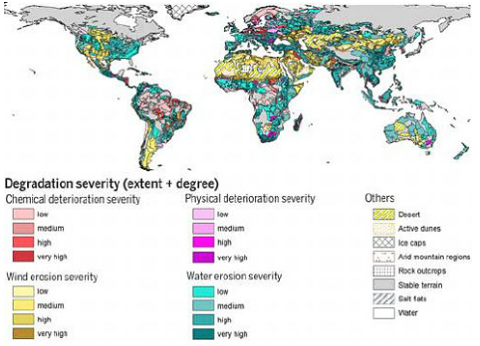 Degradation severity (extent + degree)
Chemical deterioration severity
low
medium
high
very high
Wind erosion severity
low
medium
high
very high
Physical deterioration severity
low
medium
high
very high
Water erosion severity
low
medium
high
very high
Others
Desert
Active dunes
Ice caps
Arid mountain regions
Rock outcrops
Stable terrain
Salt flats
Water